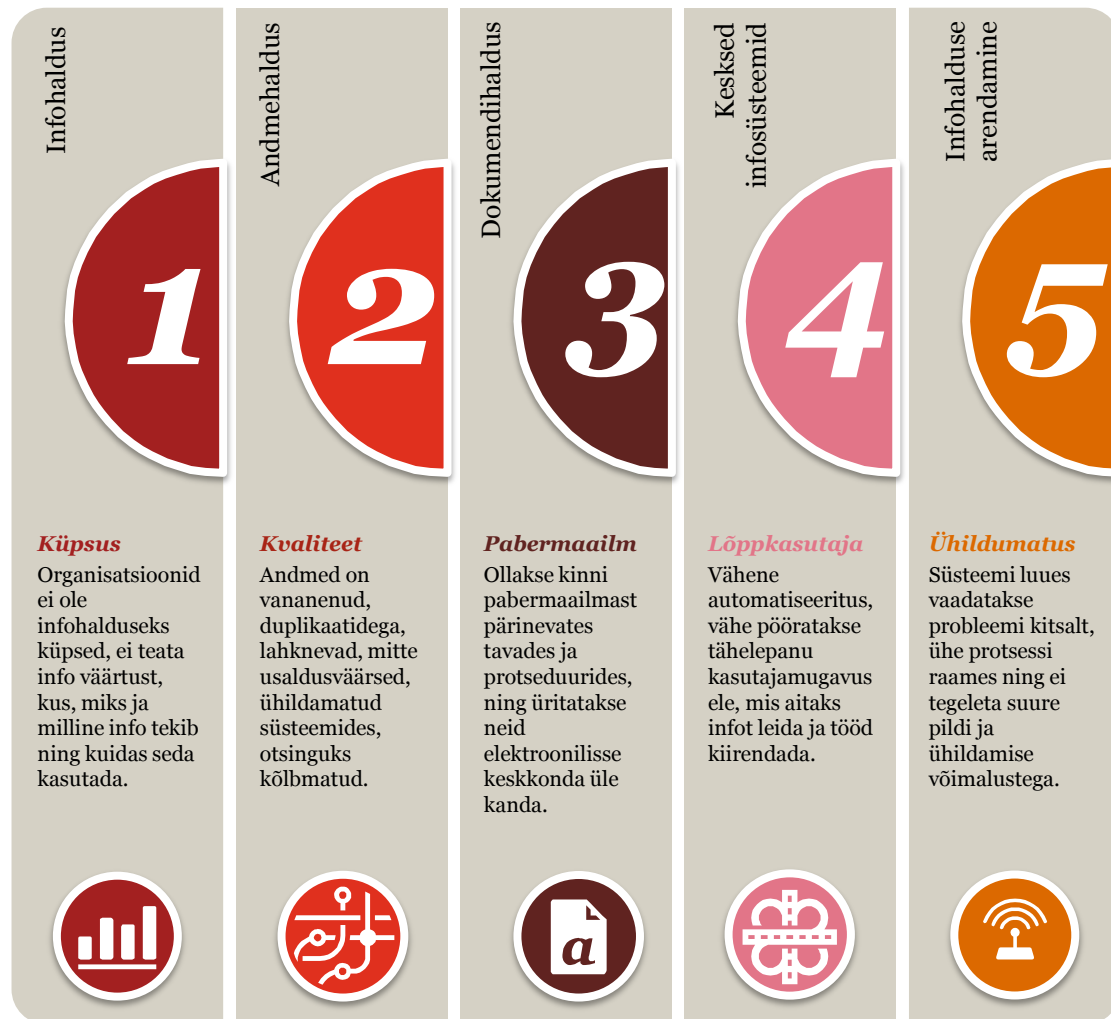 Infohaldus
1
Küpsus
Organisatsioonid
ei ole
infohalduseks
küpsed, ei teata
info väärtust,
kus, miks ja
milline info tekib
ning kuidas seda
kasutada.
Andmehaldus
2
Kvaliteet
Andmed on
vananenud,
duplikaatidega,
lahknevad, mitte
usaldusväärsed,
ühildamatud
süsteemides,
otsinguks
kõlbmatud.
Dokumendihaldus
3
Pabermaailm
Ollakse kinni
pabermaailmast
pärinevates
tavades ja
protseduurides,
ning üritatakse
neid
elektroonilisse
keskkonda üle
kanda.
a
Kesksed
infosüsteemid
4
Lõppkasutaja
Vähene
automatiseeritus,
vähe pööratakse
tähelepanu
kasutajamugavus
ele, mis aitaks
infot leida ja tööd
kiirendada.
Infohalduse
arendamine
5
Ühildumatus
Süsteemi luues
vaadatakse
probleemi kitsalt,
ühe protsessi
raames ning ei
tegeleta suure
pildi ja
ühildamise
võimalustega.